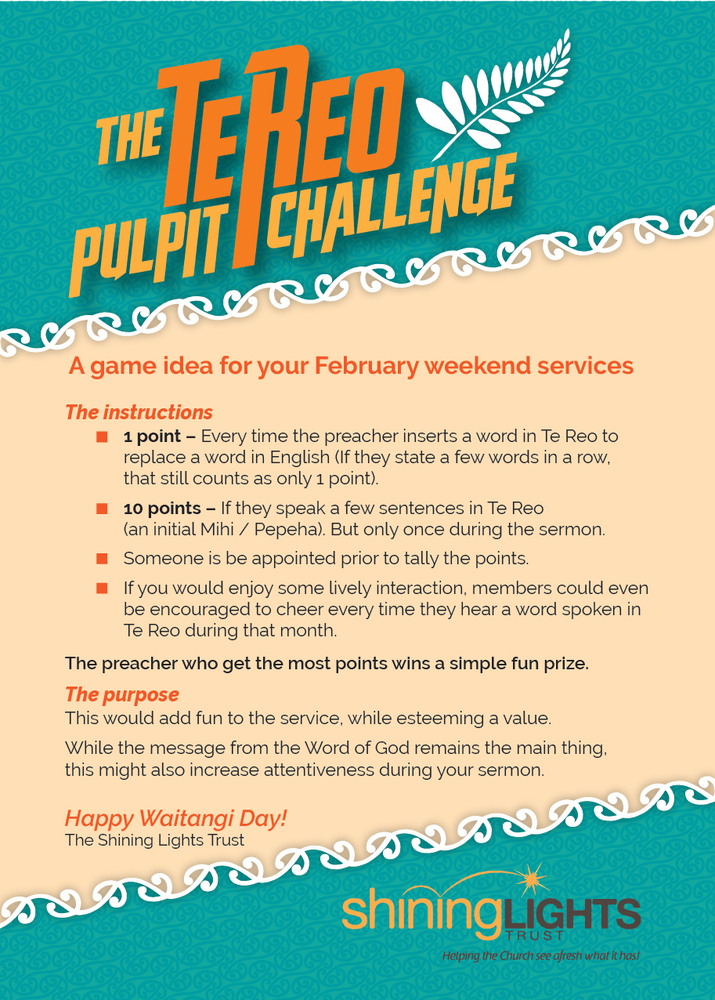 THE TE REO
PULPIT CHALLENGE
A game idea for your February weekend services
The instructions
1 point – Every time the preacher inserts a word in Te Reo to
replace a word in English (If they state a few words in a row,
that still counts as only 1 point).
10 points – If they speak a few sentences in Te Reo
(an initial Mihi / Pepeha). But only once during the sermon.
Someone is be appointed prior to tally the points.
If you would enjoy some lively interaction, members could even
be encouraged to cheer every time they hear a word spoken in
Te Reo during that month.
The preacher who get the most points wins a simple fun prize.
The purpose
This would add fun to the service, while esteeming a value.
While the message from the Word of God remains the main thing,
this might also increase attentiveness during your sermon.
Happy Waitangi Day!
The Shining Lights Trust
shiningLIGHTS
TRUST
Helping the Church see afresh what it has!